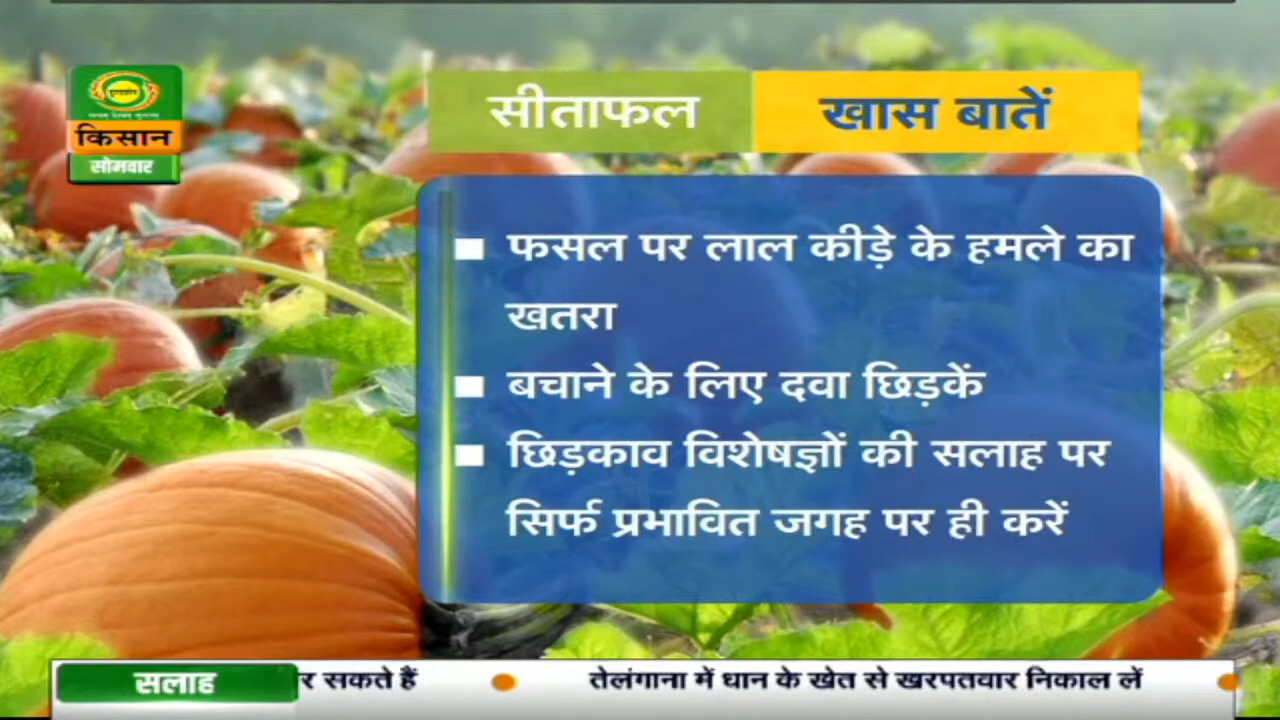 किसान
सोमवार
सीताफल खास बातें
▪ फसल पर लाल कीड़े के हमले का
खतरा
▪ बचाने के लिए दवा छिड़कें
▪ छिड़काव विशेषज्ञों की सलाह पर
सिर्फ प्रभावित जगह पर ही करें
सलाह र सकते हैं ● तेलंगाना में धान के खेत से खरपतवार निकाल लें